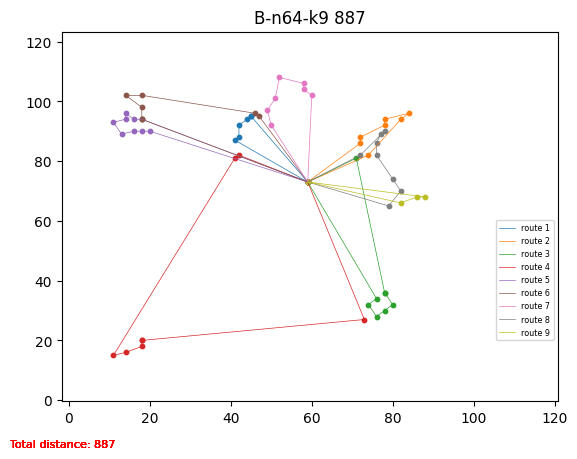 B-n64-k9 887
120
100
80
60
40
20
0
route 1
route 2
route 3
route 4
route 5
route 6
route 7
route 8
route 9
0 20 40 60 80 100 120
Total distance: 887